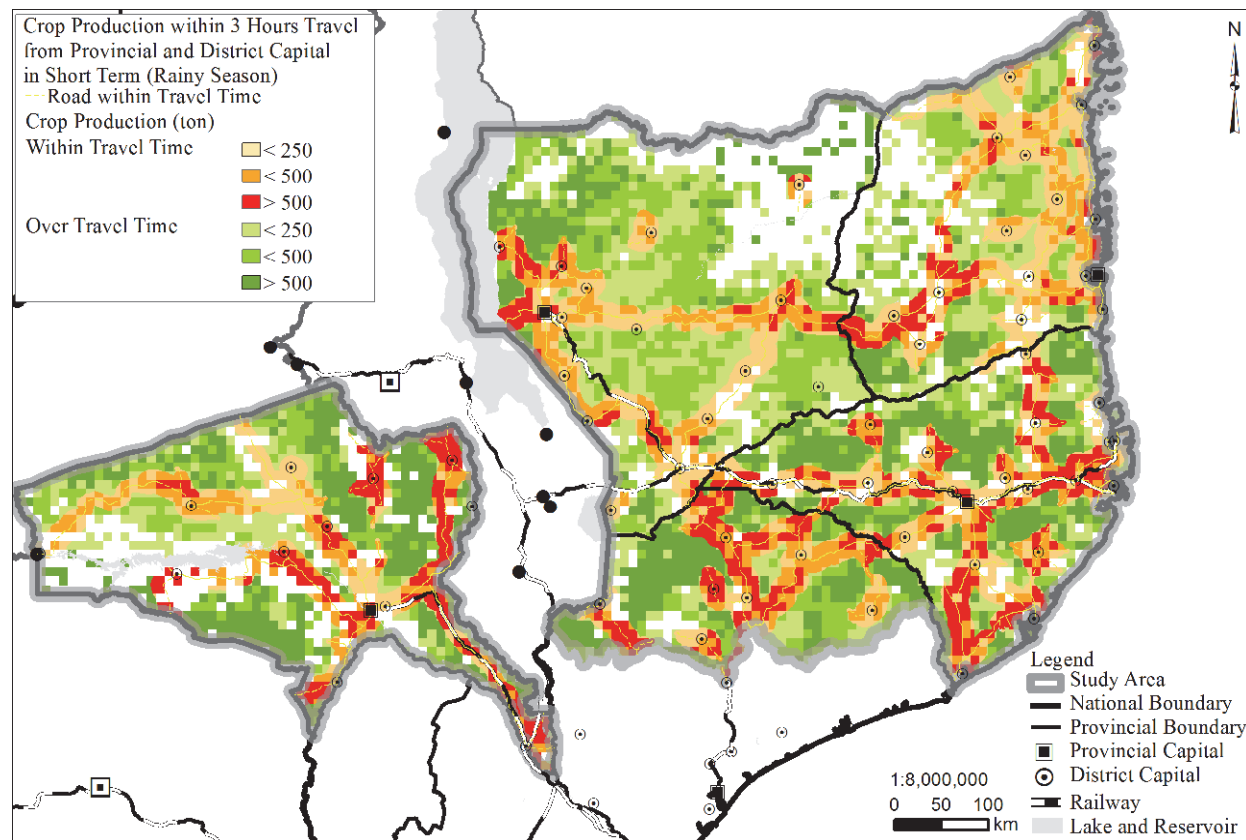 Crop Production within 3 Hours Travel
from Provincial and District Capital
in Short Term (Rainy Season)
Road within Travel Time
Crop Production (ton)
Within Travel Time
< 250
< 500
> 500
Over Travel Time
< 250
< 500
> 500
N
Legend
Study Area
National Boundary
Provincial Boundary
Provincial Capital
District Capital
Railway
Lake and Reservoir
1:8,000,000
0 50 100
km